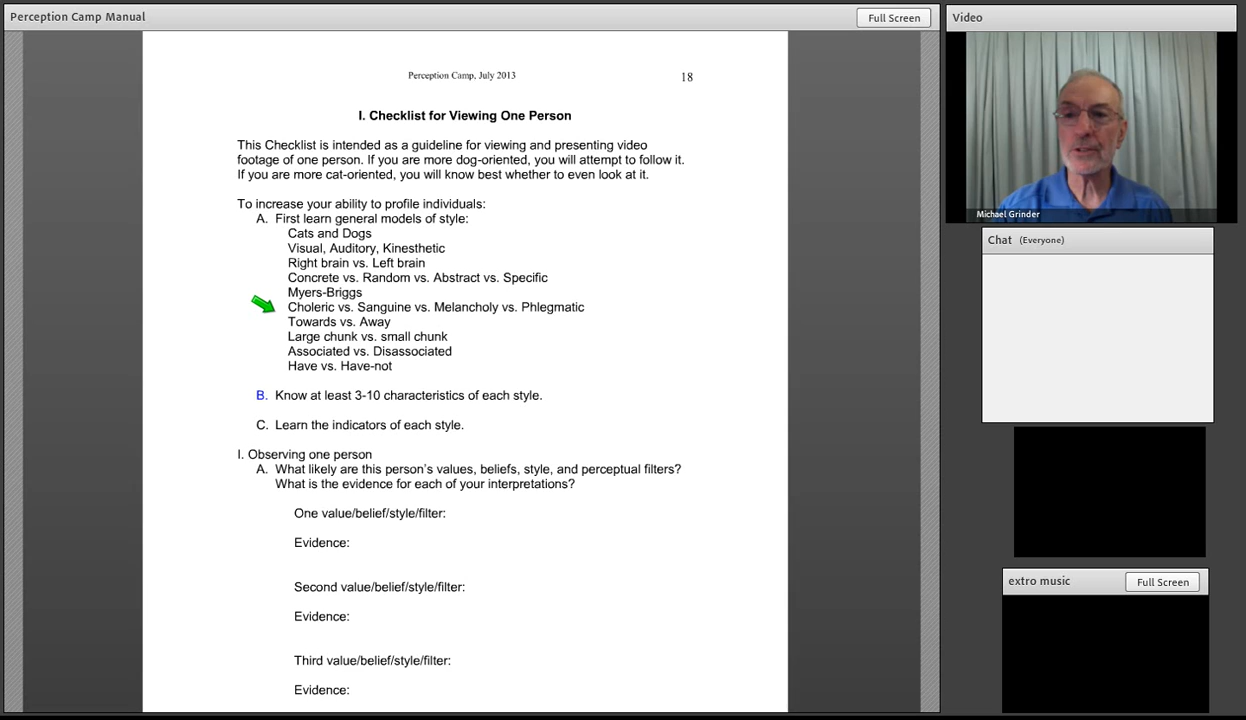 Perception Camp Manual
Full Screen
Perception Camp, July 2013
18
I. Checklist for Viewing One Person
This Checklist is intended as a guideline for viewing and presenting video
footage of one person. If you are more dog-oriented, you will attempt to follow it.
If you are more cat-oriented, you will know best whether to even look at it.
To increase your ability to profile individuals:
A. First learn general models of style:
Cats and Dogs
Visual, Auditory, Kinesthetic
Right brain vs. Left brain
Concrete vs. Random vs. Abstract vs. Specific
Myers-Briggs
Choleric vs. Sanguine vs. Melancholy vs. Phlegmatic
Towards vs. Away
Large chunk vs. small chunk
Associated vs. Disassociated
Have vs. Have-not
B. Know at least 3-10 characteristics of each style.
C. Learn the indicators of each style.
I. Observing one person
A. What likely are this person's values, beliefs, style, and perceptual filters?
What is the evidence for each of your interpretations?
One value/belief/style/filter:
Evidence:
Second value/belief/style/filter:
Evidence:
Third value/belief/style/filter:
Evidence:
Video
Michael Grinder
Chat (Everyone)
extro music
Full Screen